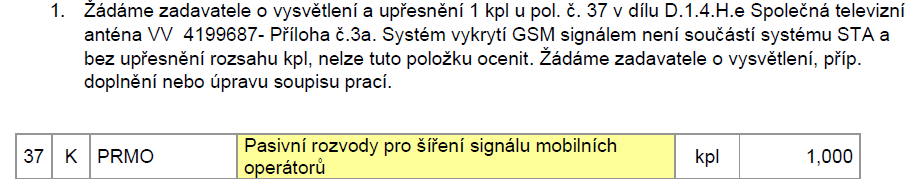 1. Žádáme zadavatele o vysvětlení a upřesnění 1 kpl u pol. č. 37 v dílu D.1.4.H.e Společná televizní
anténa VV 4199687- Příloha č.3a. Systém vykrytí GSM signálem není součástí systému STA a
bez upřesnění rozsahu kpl, nelze tuto položku ocenit. Žádáme zadavatele o vysvětlení, příp.
doplnění nebo úpravu soupisu prací.
37 K PRMO Pasivní rozvody pro šíření signálu mobilních
operátorů kpl 1,000